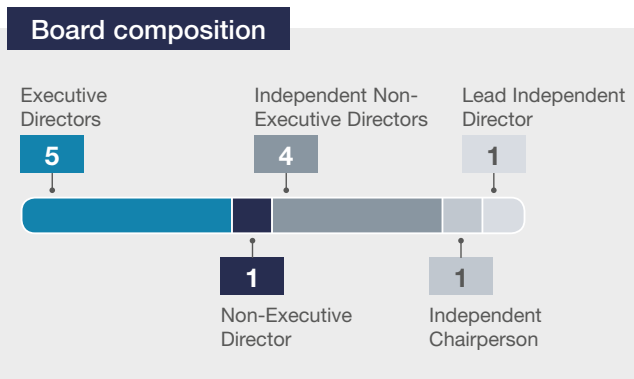 Board composition
Executive
Directors
5
Independent Non-
Executive Directors
4
Lead Independent
Director
1
1
Non-Executive
Director
1
Independent
Chairperson